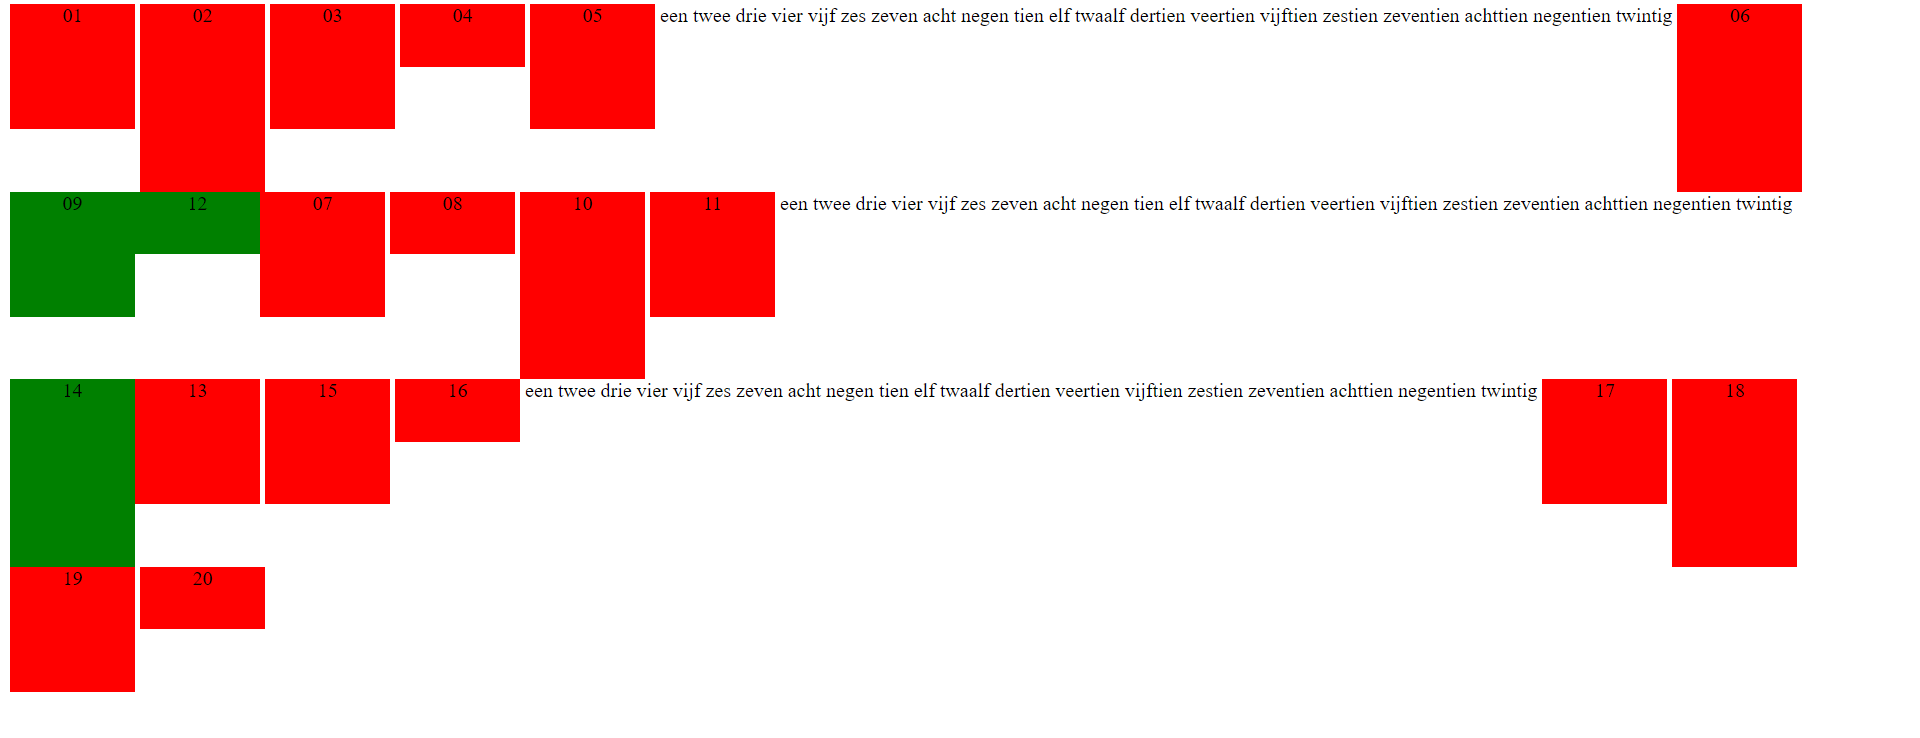 01 02 03 04 05 een twee drie vier vijf zes zeven acht negen tien elf twaalf dertien veertien vijftien zestien zeventien achttien negentien twintig 06
09 12 07 08 10 11 een twee drie vier vijf zes zeven acht negen tien elf twaalf dertien veertien vijftien zestien zeventien achttien negentien twintig
14 13 15 16 een twee drie vier vijf zes zeven acht negen tien elf twaalf dertien veertien vijftien zestien zeventien achttien negentien twintig 17 18
19 20